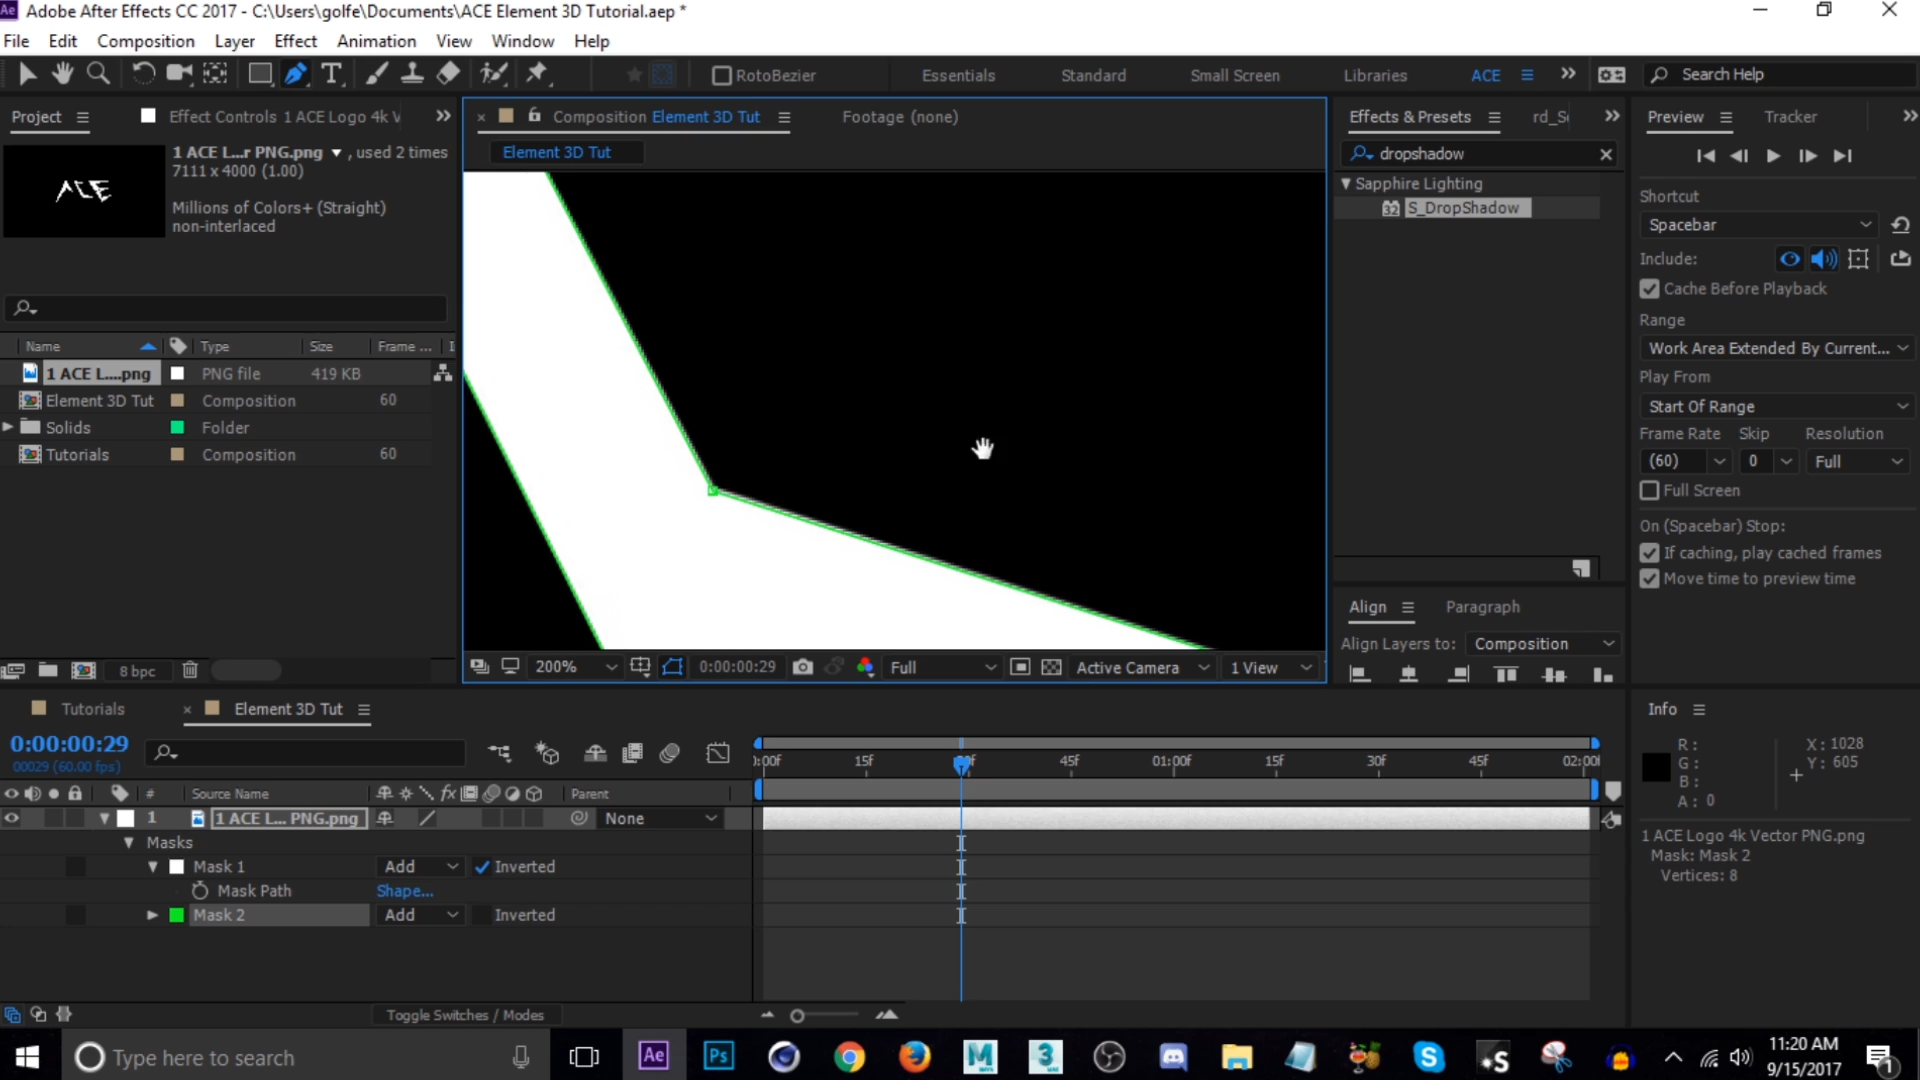 Adobe After Effects CC 2017 - C:\Users\golfe\Documents\ACE Element 3D Tutorial.aep *
File Edit Composition Layer Effect Animation View Window Help
RotoBezier Essentials Standard Small Screen Libraries ACE Search Help
Project Effect Controls 1 ACE Logo 4k V
Composition Element 3D Tut Footage (none)
Effects & Presets
Preview Tracker
1 ACE L...r PNG.png , used 2 times
7111 x 4000 (1.00)
Millions of Colors+ (Straight)
non-interlaced
ACE
Element 3D Tut
dropshadow
Sapphire Lighting
S_DropShadow
Shortcut
Spacebar
Include:
Cache Before Playback
Range
Work Area Extended By Current...
Play From
Start Of Range
Frame Rate Skip Resolution
(60) 0 Full
Full Screen
On (Spacebar) Stop:
If caching, play cached frames
Move time to preview time
Name Type Size Frame ...
1 ACE L....png PNG file 419 KB
Element 3D Tut Composition 60
Solids Folder
Tutorials Composition 60
Align Paragraph
Align Layers to: Composition
8 bpc
200% 0:00:00:29 Full Active Camera 1 View
Tutorials Element 3D Tut
0:00:00:29
00029 (60.00 fps)
15f 45f 01:00f 15f 30f 45f
# Source Name Parent
1 1 ACE L... PNG.png None
Masks
Mask 1 Add Inverted
Mask Path Shape...
Mask 2 Add Inverted
Toggle Switches / Modes
Info
R: X: 1028
G: Y: 605
B:
A: 0
1 ACE Logo 4k Vector PNG.png
Mask: Mask 2
Vertices: 8
Type here to search
Ae Ps
11:20 AM
9/15/2017